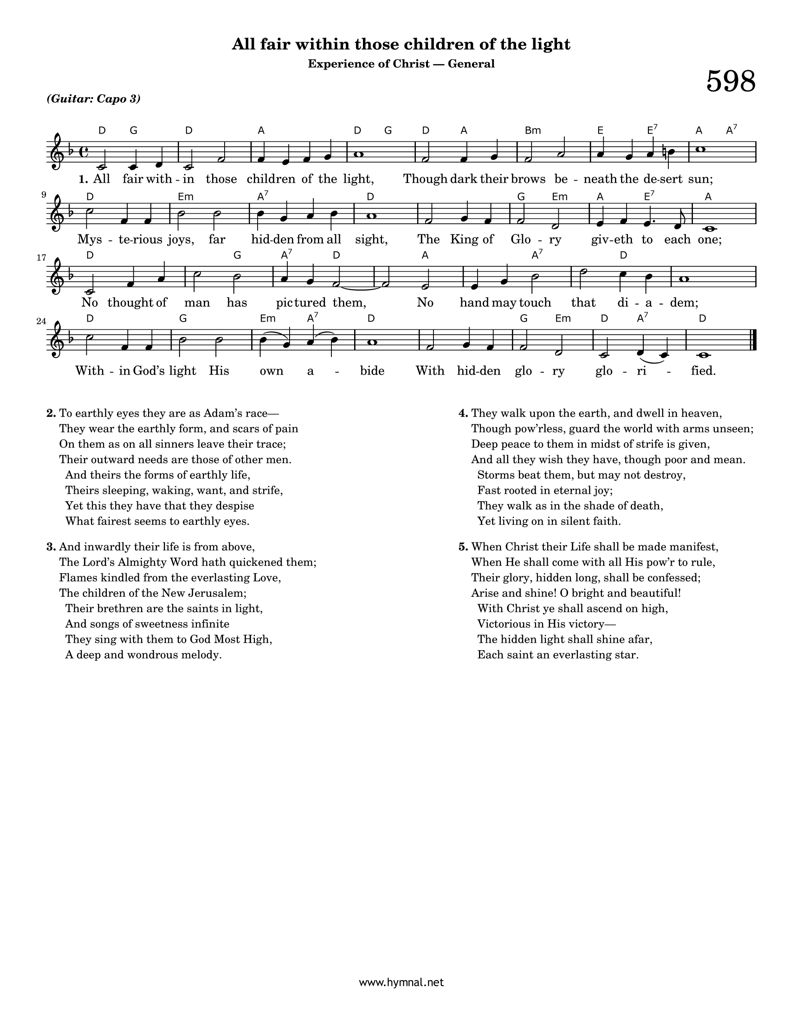 All fair within those children of the light
Experience of Christ — General
598
(Guitar: Capo 3)
D G D A D G D A Bm E E7 A A7
1. All fair with - in those children of the light, Though dark their brows be - neath the de-sert sun;
9
D Em A7 D G Em A E7 A
Mys - te-rious joys, far hid-den from all sight, The King of Glo - ry giv-eth to each one;
17
D G A7 D A A7 D
No thought of man has pictured them, No hand may touch that di - a - dem;
24
D G Em A7 D G Em D A7 D
With - in God's light His own a - bide With hid-den glo - ry glo - ri - fied.
2. To earthly eyes they are as Adam's race—
They wear the earthly form, and scars of pain
On them as on all sinners leave their trace;
Their outward needs are those of other men.
And theirs the forms of earthly life,
Theirs sleeping, waking, want, and strife,
Yet this they have that they despise
What fairest seems to earthly eyes.
3. And inwardly their life is from above,
The Lord's Almighty Word hath quickened them;
Flames kindled from the everlasting Love,
The children of the New Jerusalem;
Their brethren are the saints in light,
And songs of sweetness infinite
They sing with them to God Most High,
A deep and wondrous melody.
4. They walk upon the earth, and dwell in heaven,
Though pow'rless, guard the world with arms unseen;
Deep peace to them in midst of strife is given,
And all they wish they have, though poor and mean.
Storms beat them, but may not destroy,
Fast rooted in eternal joy;
They walk as in the shade of death,
Yet living on in silent faith.
5. When Christ their Life shall be made manifest,
When He shall come with all His pow'r to rule,
Their glory, hidden long, shall be confessed;
Arise and shine! O bright and beautiful!
With Christ ye shall ascend on high,
Victorious in His victory—
The hidden light shall shine afar,
Each saint an everlasting star.
www.hymnal.net